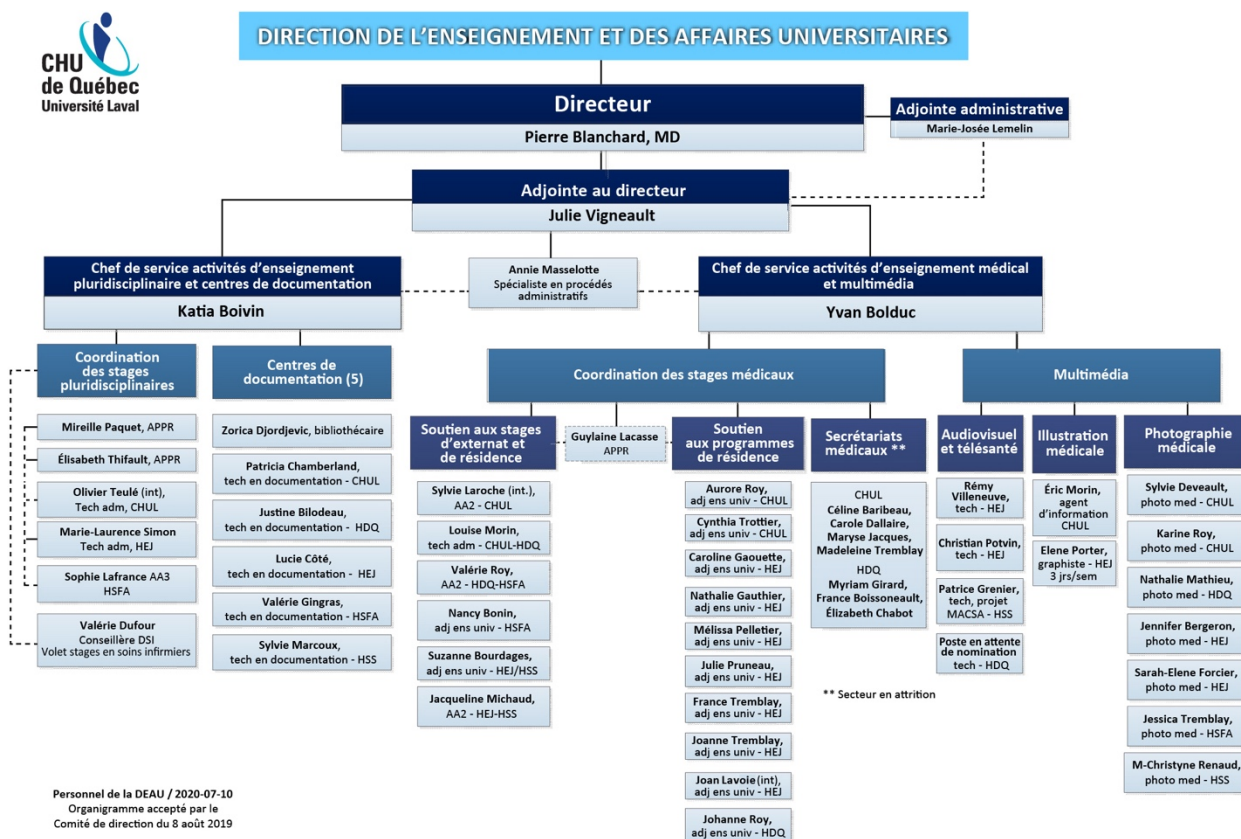 CHU
de Québec
Université Laval
DIRECTION DE L'ENSEIGNEMENT ET DES AFFAIRES UNIVERSITAIRES
Directeur
Pierre Blanchard, MD
Adjointe administrative
Marie-Josée Lemelin
Adjointe au directeur
Julie Vigneault
Chef de service activités d'enseignement
pluridisciplinaire et centres de documentation
Katia Boivin
Annie Masselotte
Spécialiste en procédés
administratifs
Chef de service activités d'enseignement médical
et multimédia
Yvan Bolduc
Coordination
des stages
pluridisciplinaires
Mireille Paquet, APPR
Élisabeth Thifault, APPR
Olivier Teulé (int),
Tech adm, CHUL
Marie-Laurence Simon
Tech adm, HEJ
Sophie Lafrance AA3
HSFA
Valérie Dufour
Conseillère DSI
Volet stages en soins infirmiers
Centres de
documentation (5)
Zorica Djordjevic, bibliothécaire
Patricia Chamberland,
tech en documentation - CHUL
Justine Bilodeau,
tech en documentation - HDQ
Lucie Côté,
tech en documentation - HEJ
Valérie Gingras,
tech en documentation - HSFA
Sylvie Marcoux,
tech en documentation - HSS
Coordination des stages médicaux
Soutien aux stages
d'externat et
de résidence
Sylvie Laroche (int.),
AA2 - CHUL
Louise Morin,
tech adm - CHUL-HDQ
Valérie Roy,
AA2 - HDQ-HSFA
Nancy Bonin,
adj ens univ - HSFA
Suzanne Bourdages,
adj ens univ - HEJ/HSS
Jacqueline Michaud,
AA2 - HEJ-HSS
Guylaine Lacasse
APPR
Soutien
aux programmes
de résidence
Aurore Roy,
adj ens univ - CHUL
Cynthia Trottier,
adj ens univ - CHUL
Caroline Gaouette,
adj ens univ - HEJ
Nathalie Gauthier,
adj ens univ - HEJ
Mélissa Pelletier,
adj ens univ - HEJ
Julie Pruneau,
adj ens univ - HEJ
France Tremblay,
adj ens univ - HEJ
Joanne Tremblay,
adj ens univ - HEJ
Joan Lavoie (int),
adj ens univ - HEJ
Johanne Roy,
adj ens univ - HDQ
Secrétariats
médicaux **
CHUL
Céline Baribeau,
Carole Dallaire,
Maryse Jacques,
Madeleine Tremblay
HDQ
Myriam Girard,
France Boissoneault,
Élizabeth Chabot
** Secteur en attrition
Multimédia
Audiovisuel
et télésanté
Rémy
Villeneuve,
tech - HEJ
Christian Potvin,
tech - HEJ
Patrice Grenier,
tech, projet
MACSA - HSS
Poste en attente
de nomination
tech - HDQ
Illustration
médicale
Éric Morin,
agent
d'information
CHUL
Elene Porter,
graphiste - HEJ
3 jrs/sem
Photographie
médicale
Sylvie Deveault,
photo med - CHUL
Karine Roy,
photo med - CHUL
Nathalie Mathieu,
photo med - HDQ
Jennifer Bergeron,
photo med - HEJ
Sarah-Elene Forcier,
photo med - HEJ
Jessica Tremblay,
photo med - HSFA
M-Christyne Renaud,
photo med - HSS
Personnel de la DEAU / 2020-07-10
Organigramme accepté par le
Comité de direction du 8 août 2019